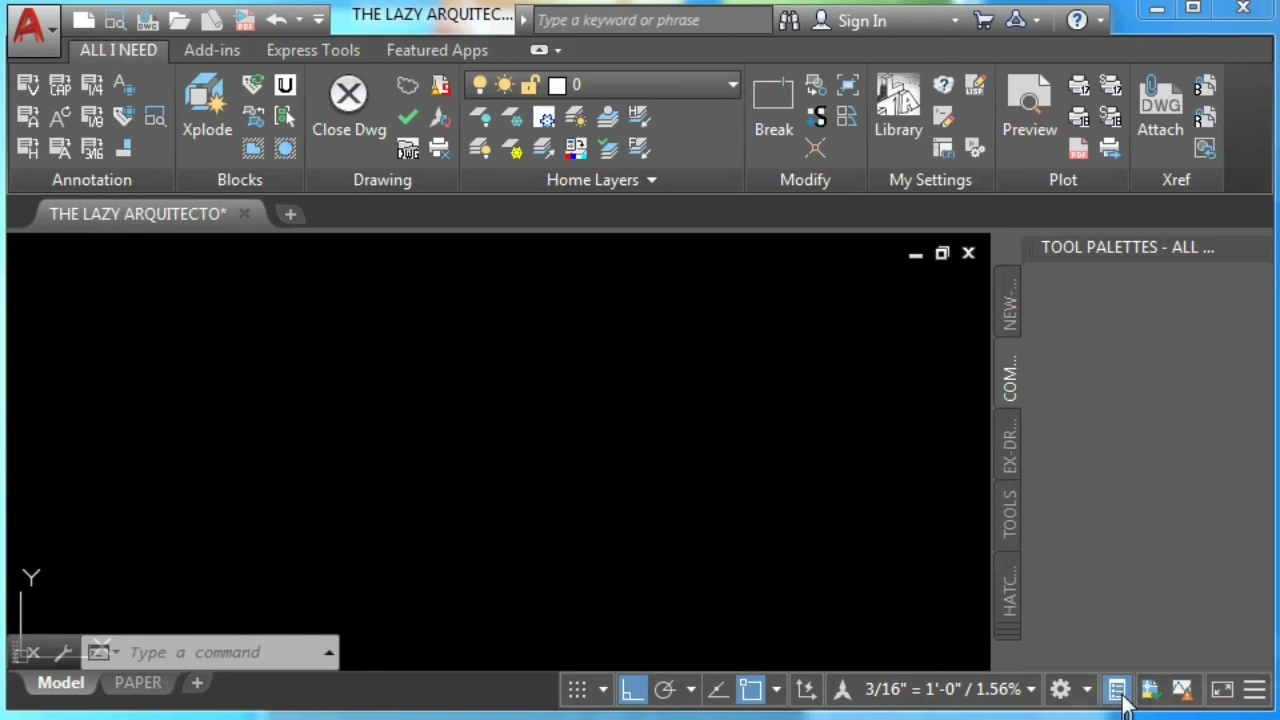 THE LAZY ARQUITEC...
Type a keyword or phrase
Sign In
ALL I NEED
Add-ins
Express Tools
Featured Apps
0
Xplode
Close Dwg
Break
Library
Preview
DWG
Attach
Annotation
Blocks
Drawing
Home Layers
Modify
My Settings
Plot
Xref
THE LAZY ARQUITECTO*
TOOL PALETTES - ALL ...
NEW-...
COM...
EX-DR...
TOOLS
HATC...
Y
Type a command
Model
PAPER
3/16" = 1'-0" / 1.56%